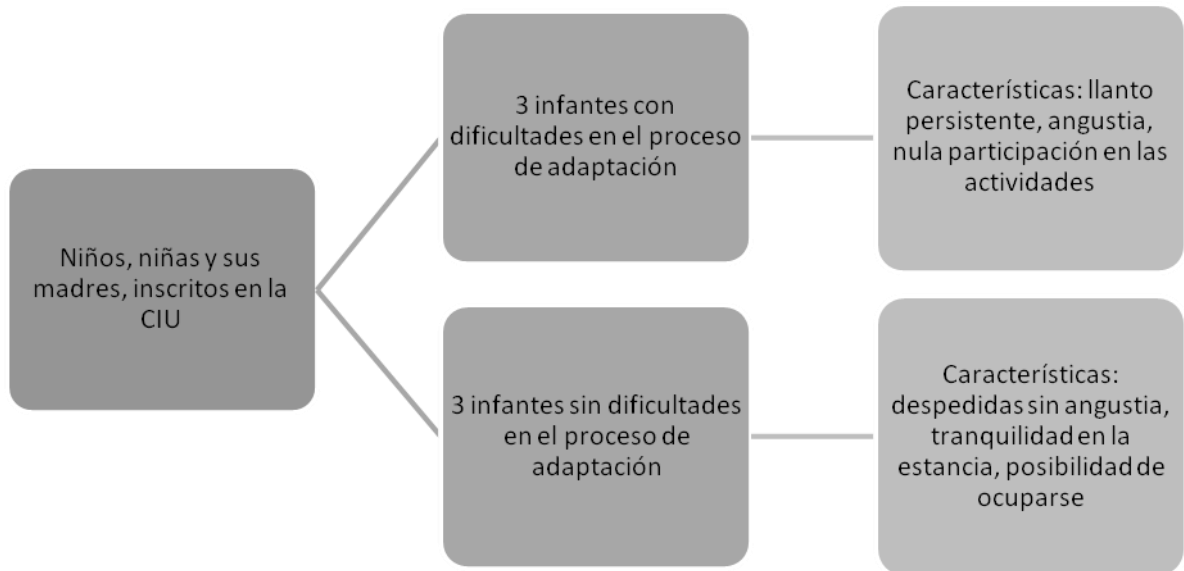 Niños, niñas y sus
madres, inscritos en la
CIU
3 infantes con
dificultades en el proceso
de adaptación
Características: llanto
persistente, angustia,
nula participación en las
actividades
3 infantes sin dificultades
en el proceso de
adaptación
Características:
despedidas sin angustia,
tranquilidad en la
estancia, posibilidad de
ocuparse